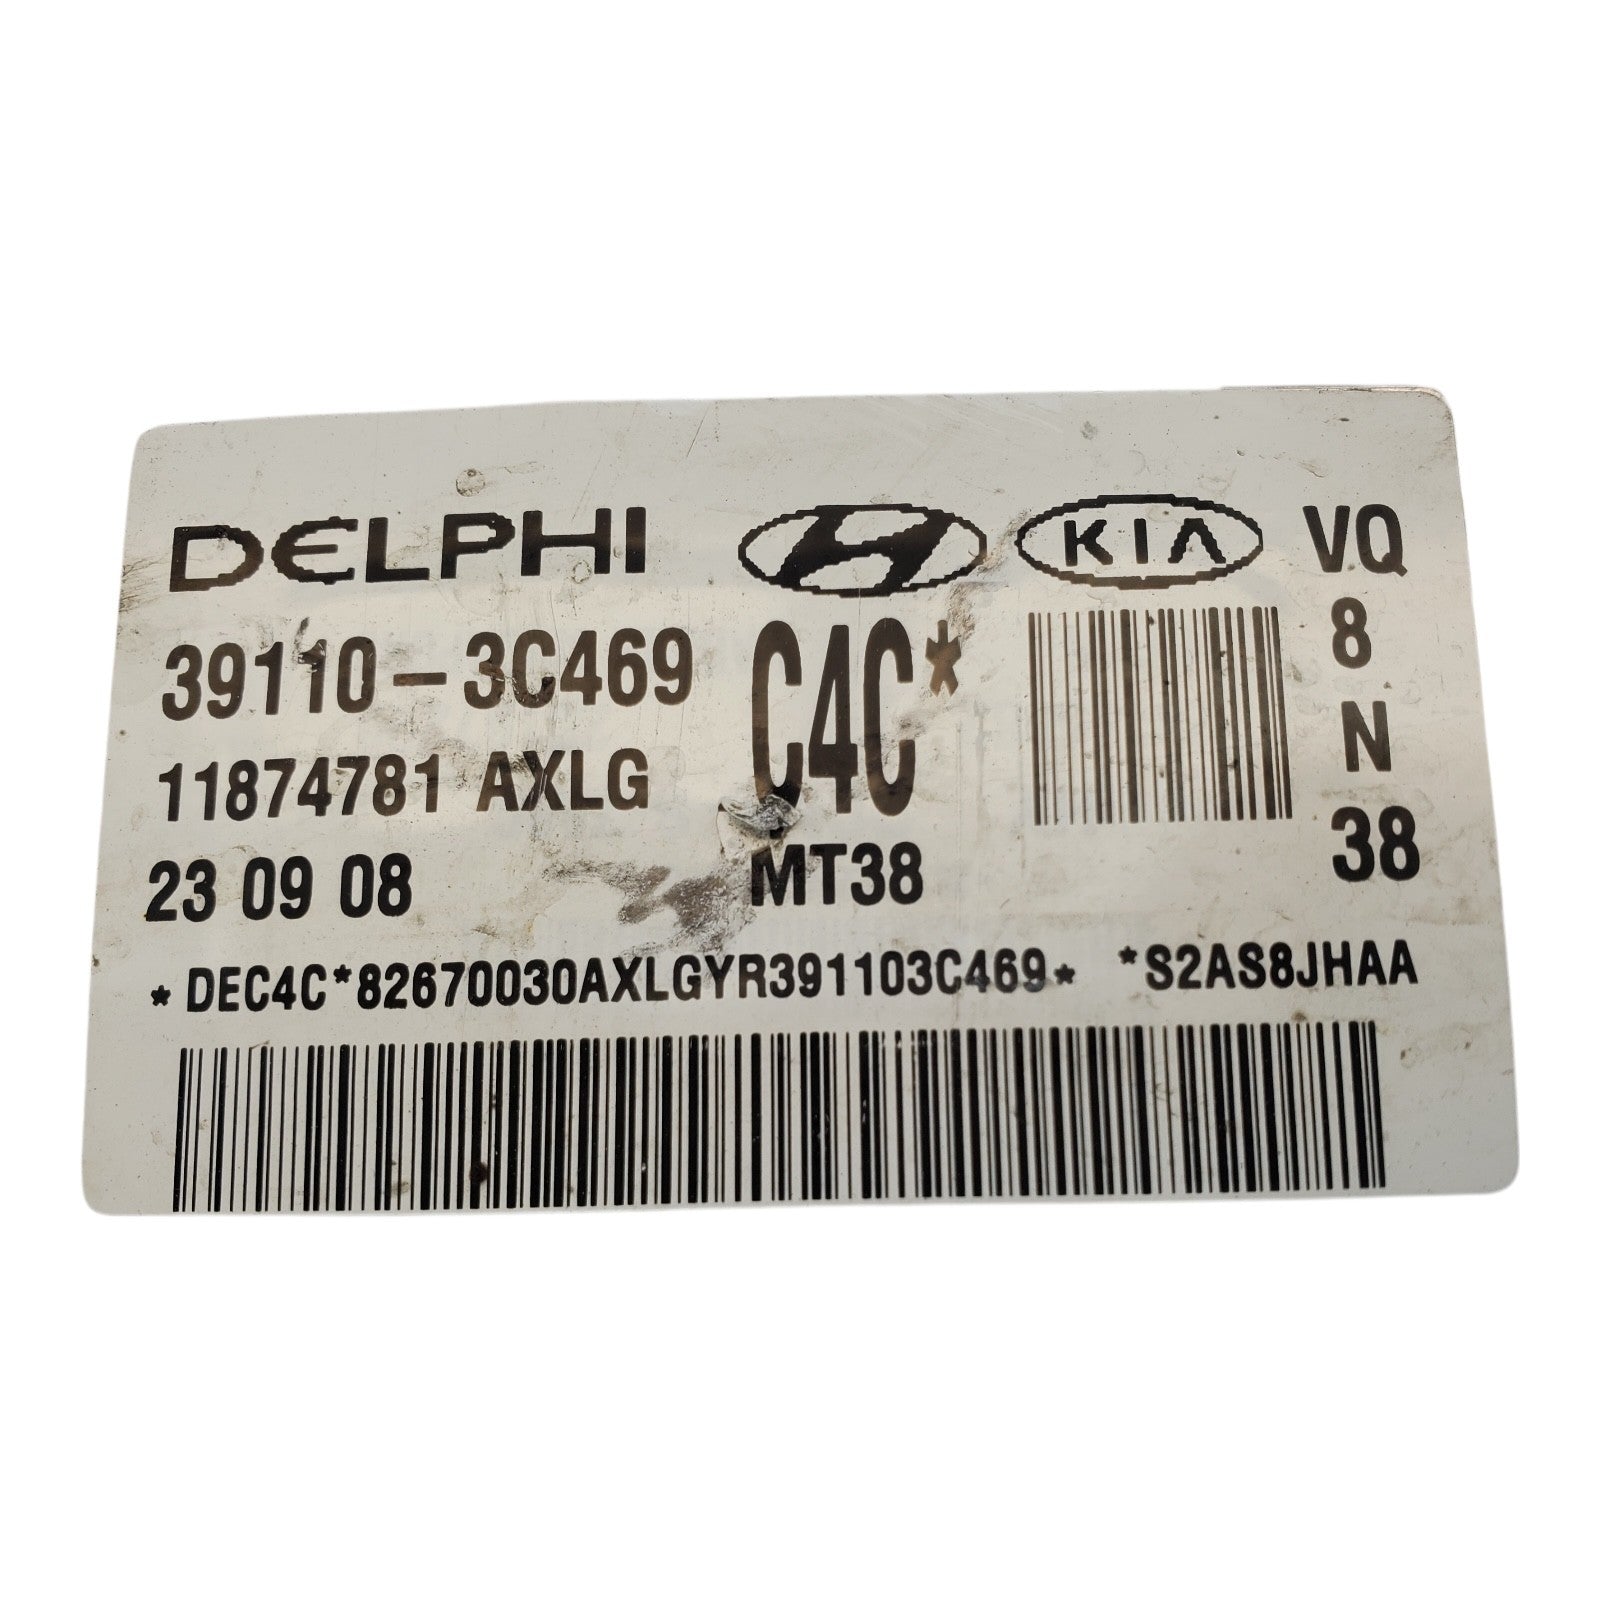 DELPHI KIA VQ
39110-3C469 C4C* 8
11874781 AXLG N
23 09 08 MT38 38
*DEC4C*82670030AXLGYR391103C469* *S2AS8JHAA